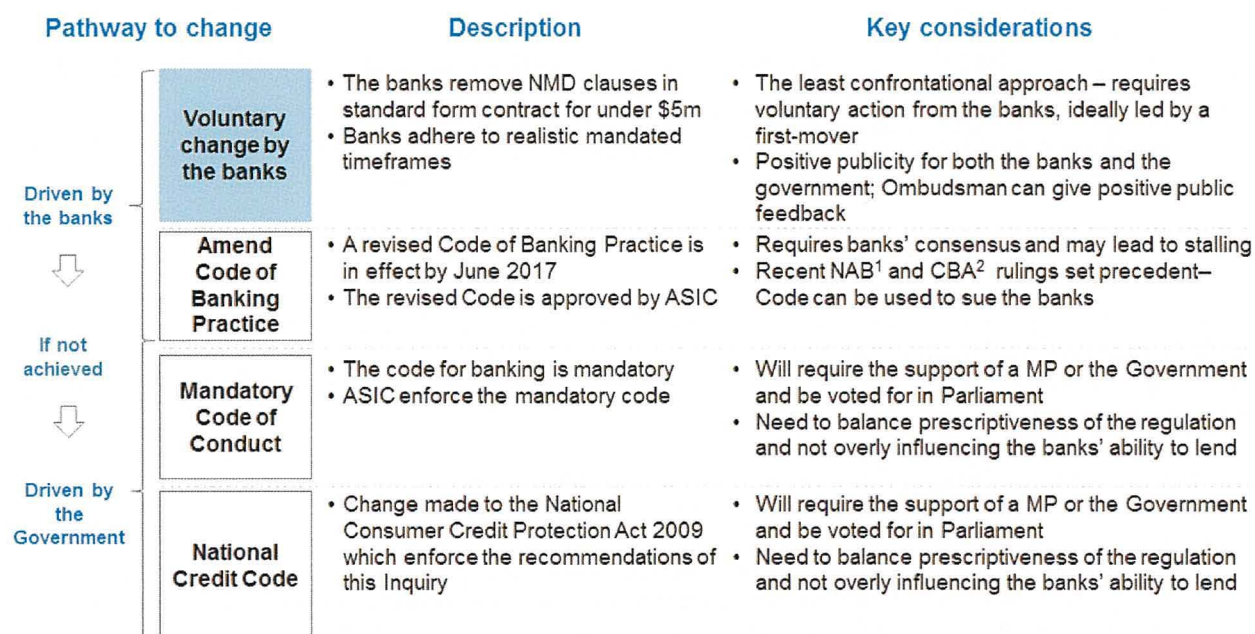 Pathway to change
Description
Key considerations
Driven by
the banks
If not
achieved
Driven by
the
Government
Voluntary
change by
the banks
• The banks remove NMD clauses in
standard form contract for under $5m
• Banks adhere to realistic mandated
timeframes
• The least confrontational approach – requires
voluntary action from the banks, ideally led by a
first-mover
• Positive publicity for both the banks and the
government; Ombudsman can give positive public
feedback
Amend
Code of
Banking
Practice
• A revised Code of Banking Practice is
in effect by June 2017
• The revised Code is approved by ASIC
• Requires banks' consensus and may lead to stalling
• Recent NAB¹ and CBA² rulings set precedent–
Code can be used to sue the banks
Mandatory
Code of
Conduct
• The code for banking is mandatory
• ASIC enforce the mandatory code
• Will require the support of a MP or the Government
and be voted for in Parliament
• Need to balance prescriptiveness of the regulation
and not overly influencing the banks' ability to lend
National
Credit Code
• Change made to the National
Consumer Credit Protection Act 2009
which enforce the recommendations of
this Inquiry
• Will require the support of a MP or the Government
and be voted for in Parliament
• Need to balance prescriptiveness of the regulation
and not overly influencing the banks' ability to lend